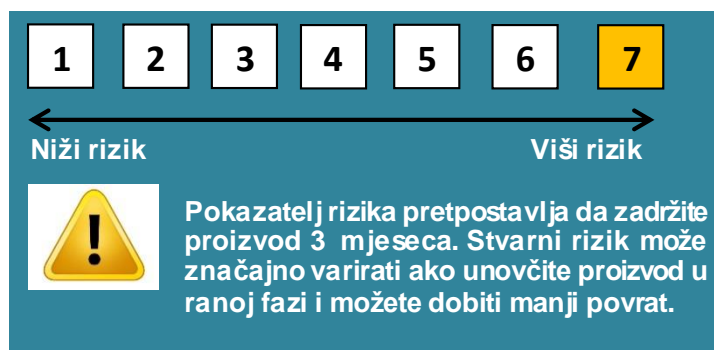 1 2 3 4 5 6 7
Niži rizik Viši rizik
Pokazatelj rizika pretpostavlja da zadržite
proizvod 3 mjeseca. Stvarni rizik može
značajno varirati ako unovčite proizvod u
ranoj fazi i možete dobiti manji povrat.